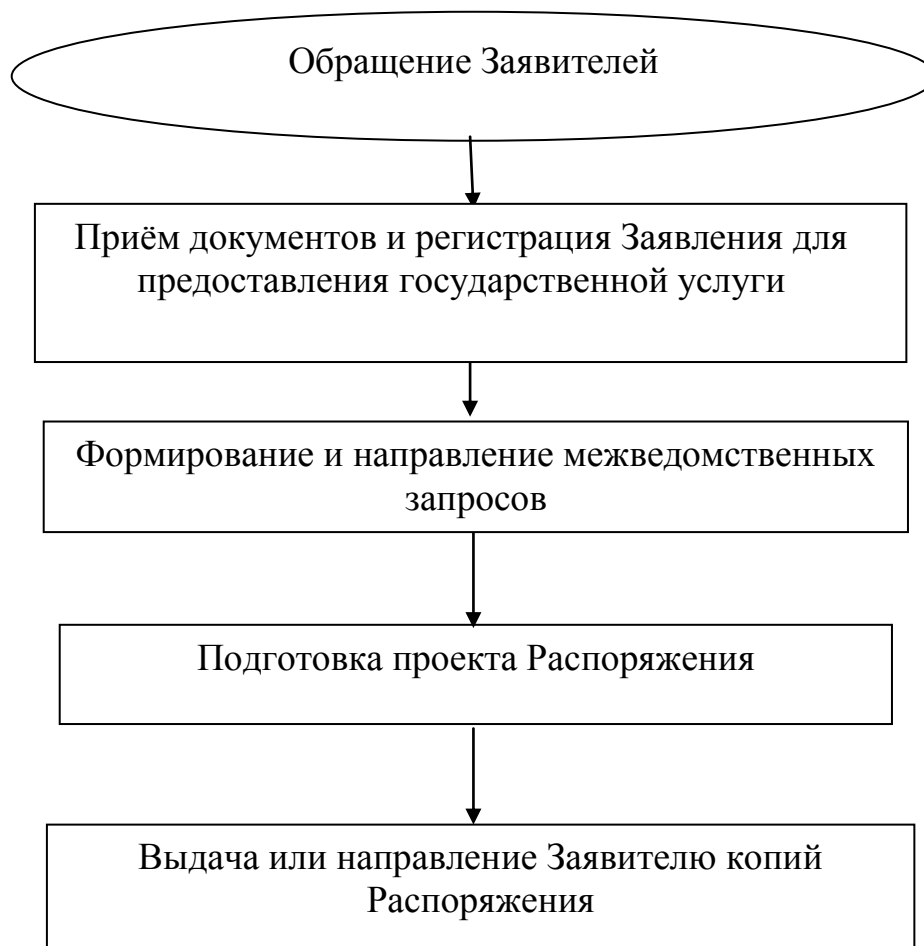 Обращение Заявителей
Приём документов и регистрация Заявления для
предоставления государственной услуги
Формирование и направление межведомственных
запросов
Подготовка проекта Распоряжения
Выдача или направление Заявителю копий
Распоряжения